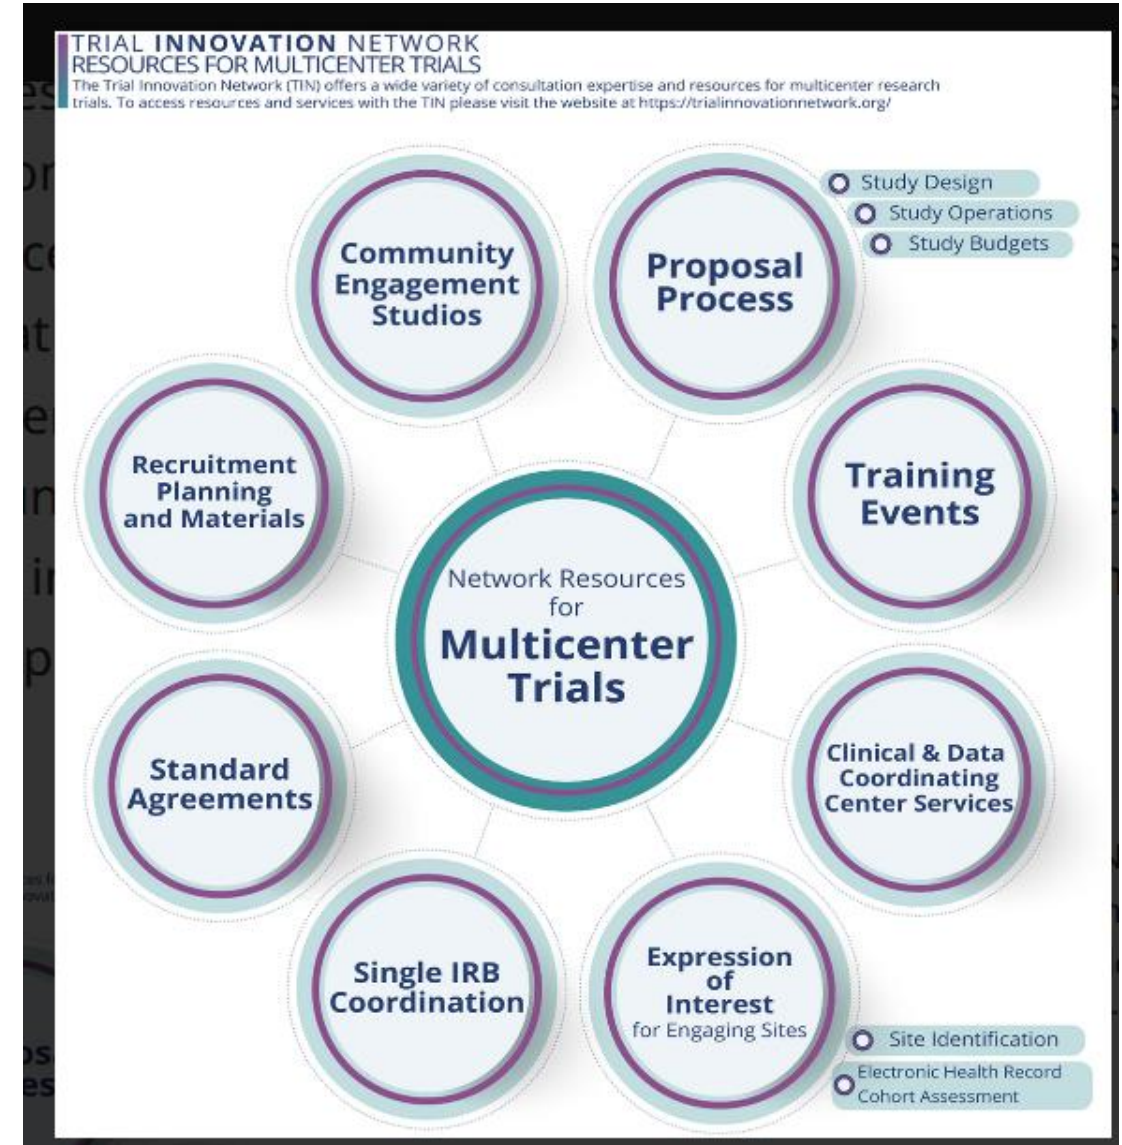 TRIAL INNOVATION NETWORK
RESOURCES FOR MULTICENTER TRIALS
The Trial Innovation Network (TIN) offers a wide variety of consultation expertise and resources for multicenter research
trials. To access resources and services with the TIN please visit the website at https://trialinnovationnetwork.org/
Community
Engagement
Studios
Proposal
Process
Study Design
Study Operations
Study Budgets
Recruitment
Planning
and Materials
Training
Events
Network Resources
for
Multicenter
Trials
Standard
Agreements
Clinical & Data
Coordinating
Center Services
Single IRB
Coordination
Expression
of
Interest
for Engaging Sites
Site Identification
Electronic Health Record
Cohort Assessment